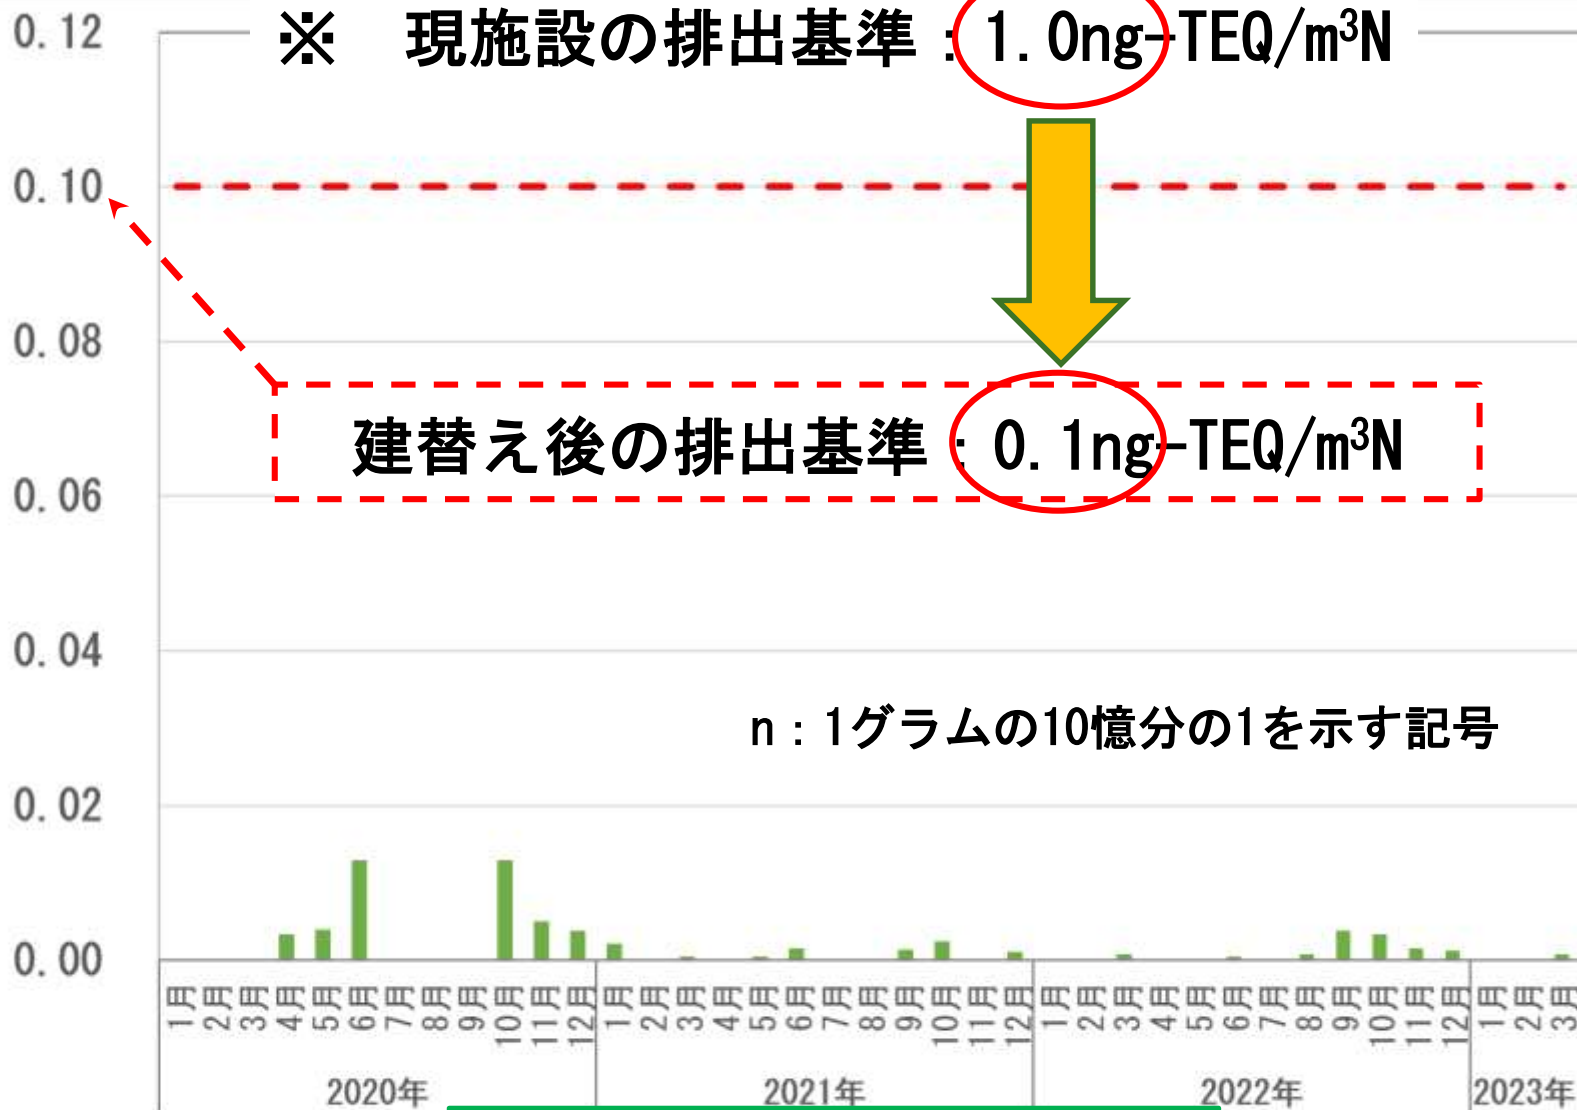 ※ 現施設の排出基準：1.0ng-TEQ/m³N
0.12
0.10
0.08
建替え後の排出基準：0.1ng-TEQ/m³N
0.06
0.04
n：1グラムの10憶分の1を示す記号
0.02
0.00
1月 2月 3月 4月 5月 6月 7月 8月 9月 10月 11月 12月 1月 2月 3月 4月 5月 6月 7月 8月 9月 10月 11月 12月 1月 2月 3月 4月 5月 6月 7月 8月 9月 10月 11月 12月 1月 2月 3月
2020年 2021年 2022年 2023年